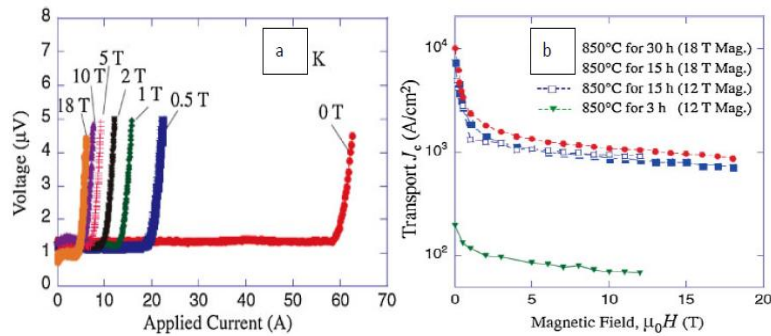 8
7
6
5
4
3
2
1
0
Voltage (μV)
a
K
5 T
10 T
2 T
18 T
1 T
0.5 T
0 T
0 10 20 30 40 50 60 70
Applied Current (A)
b
850°C for 30 h (18 T Mag.)
850°C for 15 h (18 T Mag.)
850°C for 15 h (12 T Mag.)
850°C for 3 h (12 T Mag.)
10⁴
10³
10²
Transport Jc (A/cm²)
0 5 10 15 20
Magnetic Field, μ₀H (T)